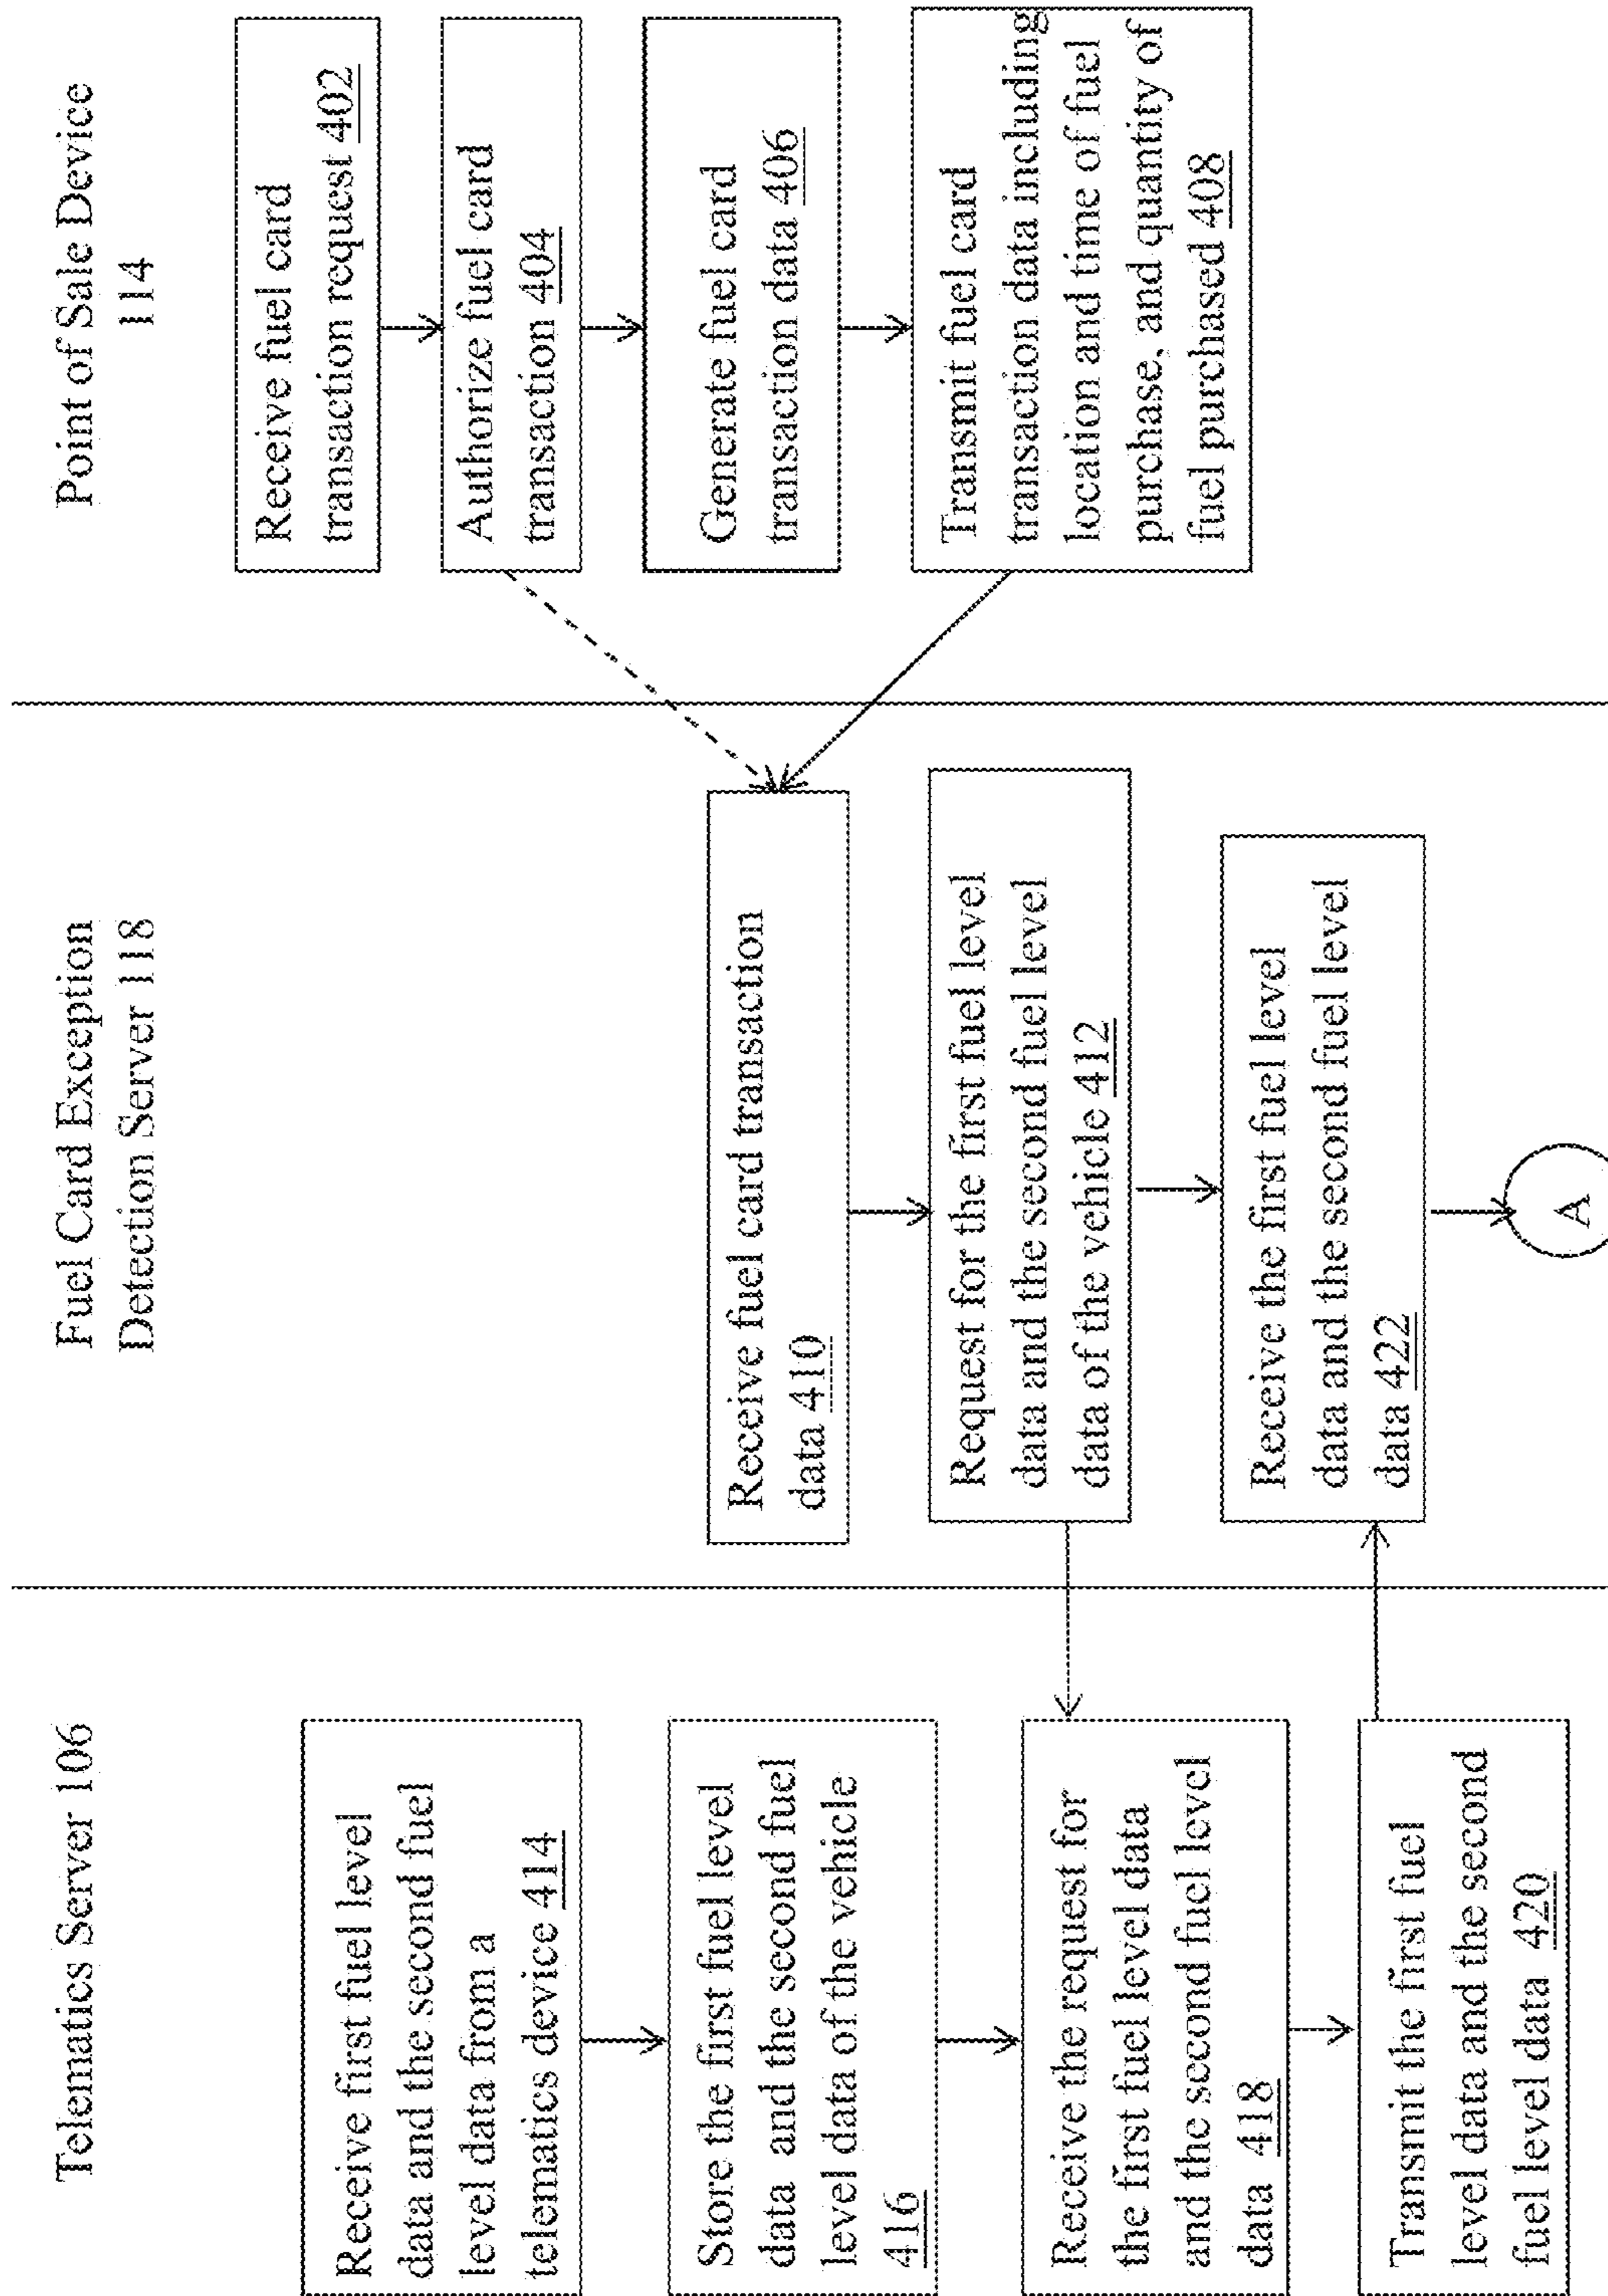 Telematics Server 106
Receive first fuel level
data and the second fuel
level data from a
telematics device 414
Store the first fuel level
data and the second fuel
level data of the vehicle
416
Receive the request for
the first fuel level data
and the second fuel level
data 418
Transmit the first fuel
level data and the second
fuel level data 420
Fuel Card Exception
Detection Server 118
Receive fuel card transaction
data 410
Request for the first fuel level
data and the second fuel level
data of the vehicle 412
Receive the first fuel level
data and the second fuel level
data 422
A
Point of Sale Device
114
Receive fuel card
transaction request 402
Authorize fuel card
transaction 404
Generate fuel card
transaction data 406
Transmit fuel card
transaction data including
location and time of fuel
purchase, and quantity of
fuel purchased 408